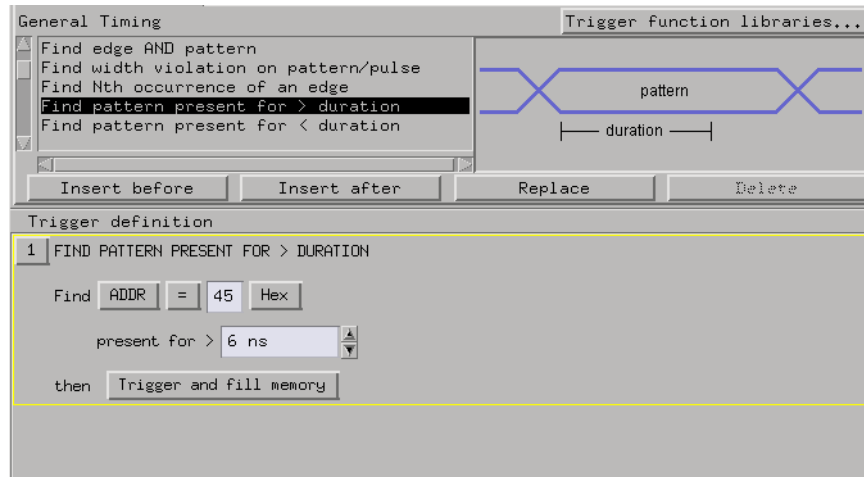 General Timing
Trigger function libraries...
Find edge AND pattern
Find width violation on pattern/pulse
Find Nth occurrence of an edge
Find pattern present for > duration
Find pattern present for < duration
pattern
duration
Insert before Insert after Replace Delete
Trigger definition
1 FIND PATTERN PRESENT FOR > DURATION
Find ADDR = 45 Hex
present for > 6 ns
then Trigger and fill memory